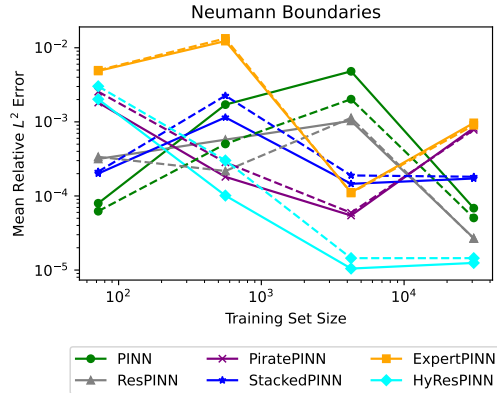 Neumann Boundaries
Mean Relative L² Error
10⁻²
10⁻³
10⁻⁴
10⁻⁵
10² 10³ 10⁴
Training Set Size
PINN PiratePINN ExpertPINN
ResPINN StackedPINN HyResPINN